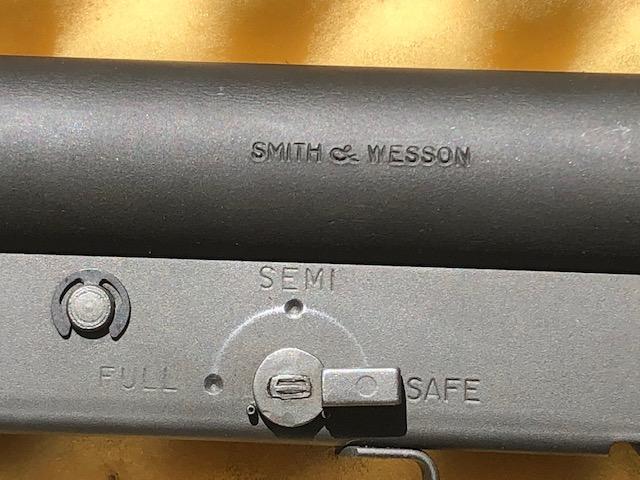 SMITH & WESSON
SEMI
FULL SAFE